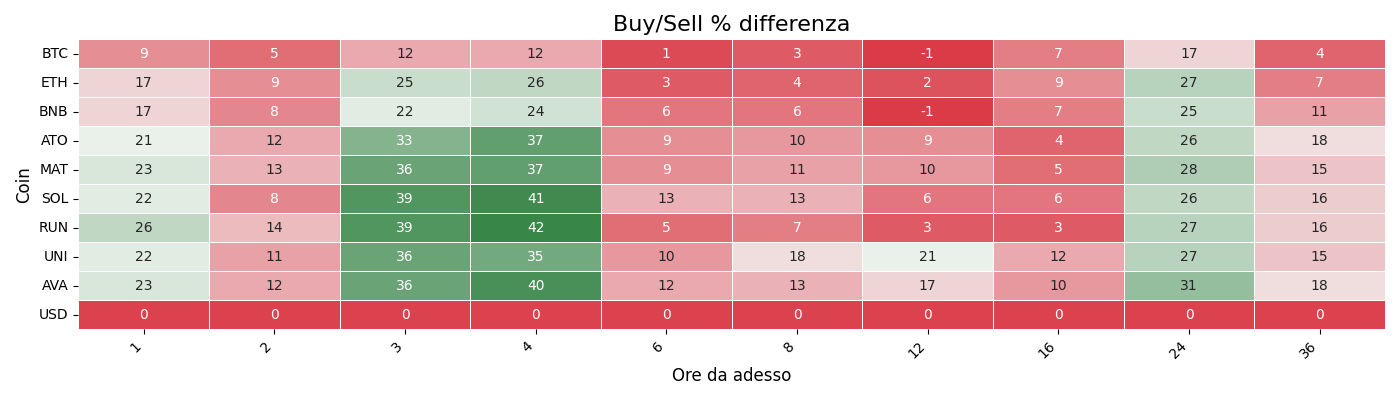 Buy/Sell % differenza
Coin
BTC 9 5 12 12 1 3 -1 7 17 4
ETH 17 9 25 26 3 4 2 9 27 7
BNB 17 8 22 24 6 6 -1 7 25 11
ATO 21 12 33 37 9 10 9 4 26 18
MAT 23 13 36 37 9 11 10 5 28 15
SOL 22 8 39 41 13 13 6 6 26 16
RUN 26 14 39 42 5 7 3 3 27 16
UNI 22 11 36 35 10 18 21 12 27 15
AVA 23 12 36 40 12 13 17 10 31 18
USD 0 0 0 0 0 0 0 0 0 0
1 2 3 4 6 8 12 16 24 36
Ore da adesso